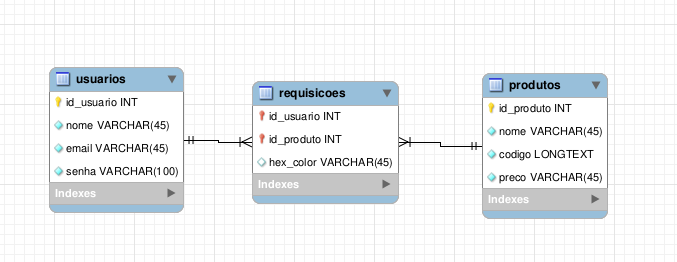 usuarios
id_usuario INT
nome VARCHAR(45)
email VARCHAR(45)
senha VARCHAR(100)
Indexes
requisicoes
id_usuario INT
id_produto INT
hex_color VARCHAR(45)
Indexes
produtos
id_produto INT
nome VARCHAR(45)
codigo LONGTEXT
preco VARCHAR(45)
Indexes